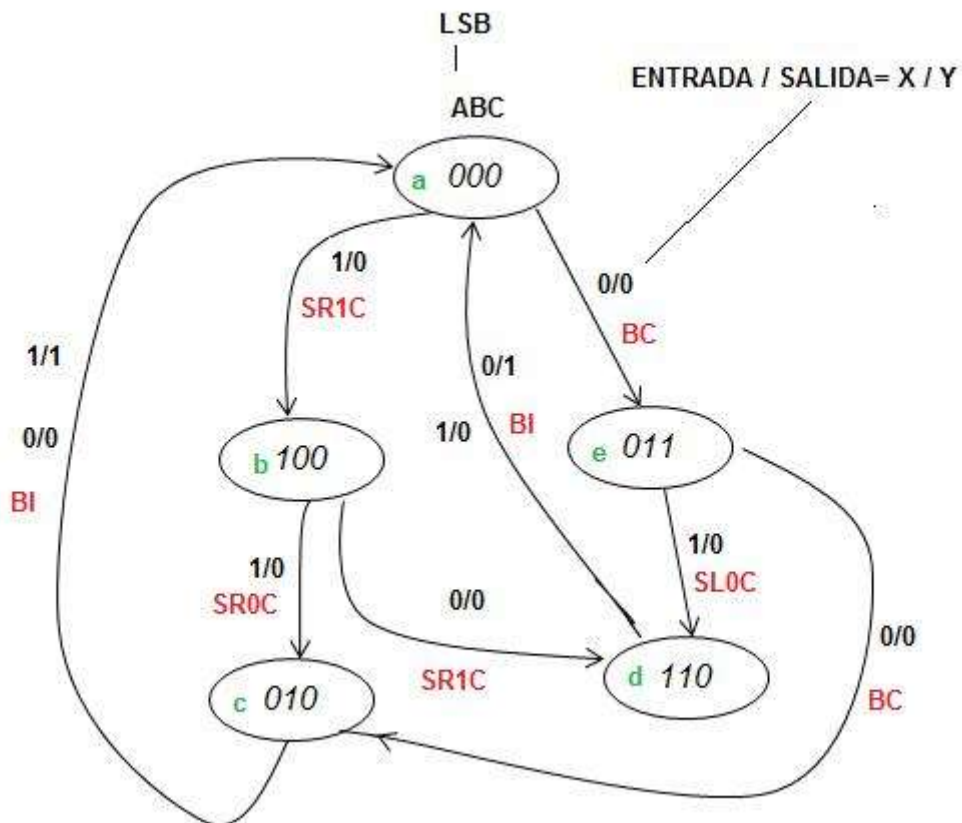 LSB
ENTRADA / SALIDA= X / Y
ABC
a 000
1/0
SR1C
0/0
BC
1/1
0/0
BI
0/1
1/0
BI
b 100
e 011
1/0
SR0C
0/0
SR1C
1/0
SL0C
0/0
BC
c 010
d 110